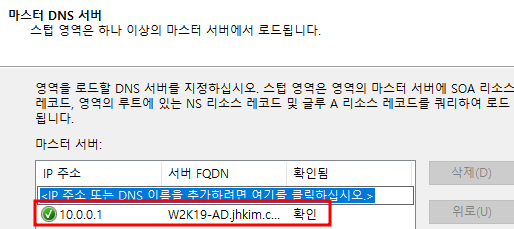 마스터 DNS 서버
스텁 영역은 하나 이상의 마스터 서버에서 로드됩니다.
영역을 로드할 DNS 서버를 지정하십시오. 스텁 영역은 영역의 마스터 서버에 SOA 리소스
레코드, 영역의 루트에 있는 NS 리소스 레코드 및 글루 A 리소스 레코드를 쿼리하여 로드
됩니다.
마스터 서버:
IP 주소 서버 FQDN 확인됨
<IP 주소 또는 DNS 이름을 추가하려면 여기를 클릭하십시오.>
10.0.0.1 W2K19-AD.jhkim.c... 확인
삭제(D)
위로(U)